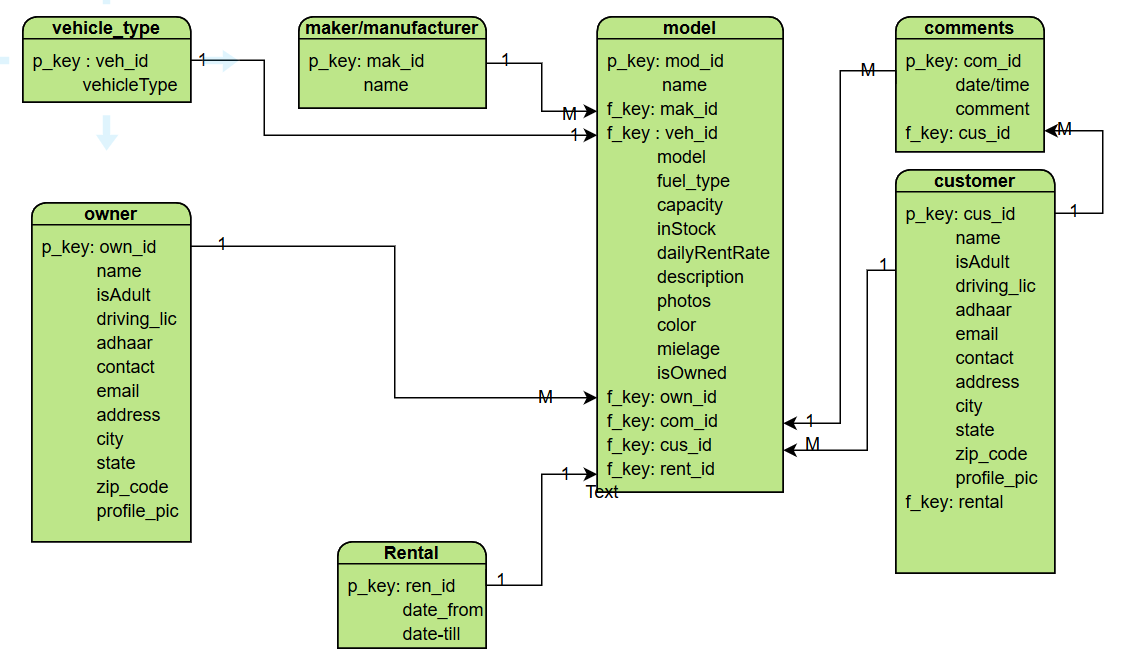 vehicle_type
p_key : veh_id
vehicleType
1
1
maker/manufacturer
p_key: mak_id
name
1
M
model
p_key: mod_id
name
f_key: mak_id
f_key : veh_id
model
fuel_type
capacity
inStock
dailyRentRate
description
photos
color
mielage
isOwned
f_key: own_id
f_key: com_id
f_key: cus_id
f_key: rent_id
Text
comments
p_key: com_id
date/time
comment
f_key: cus_id
M
1
M
1
customer
p_key: cus_id
name
isAdult
driving_lic
adhaar
email
contact
address
city
state
zip_code
profile_pic
f_key: rental
1
M
owner
p_key: own_id
name
isAdult
driving_lic
adhaar
contact
email
address
city
state
zip_code
profile_pic
1
M
Rental
p_key: ren_id
date_from
date-till
1
1